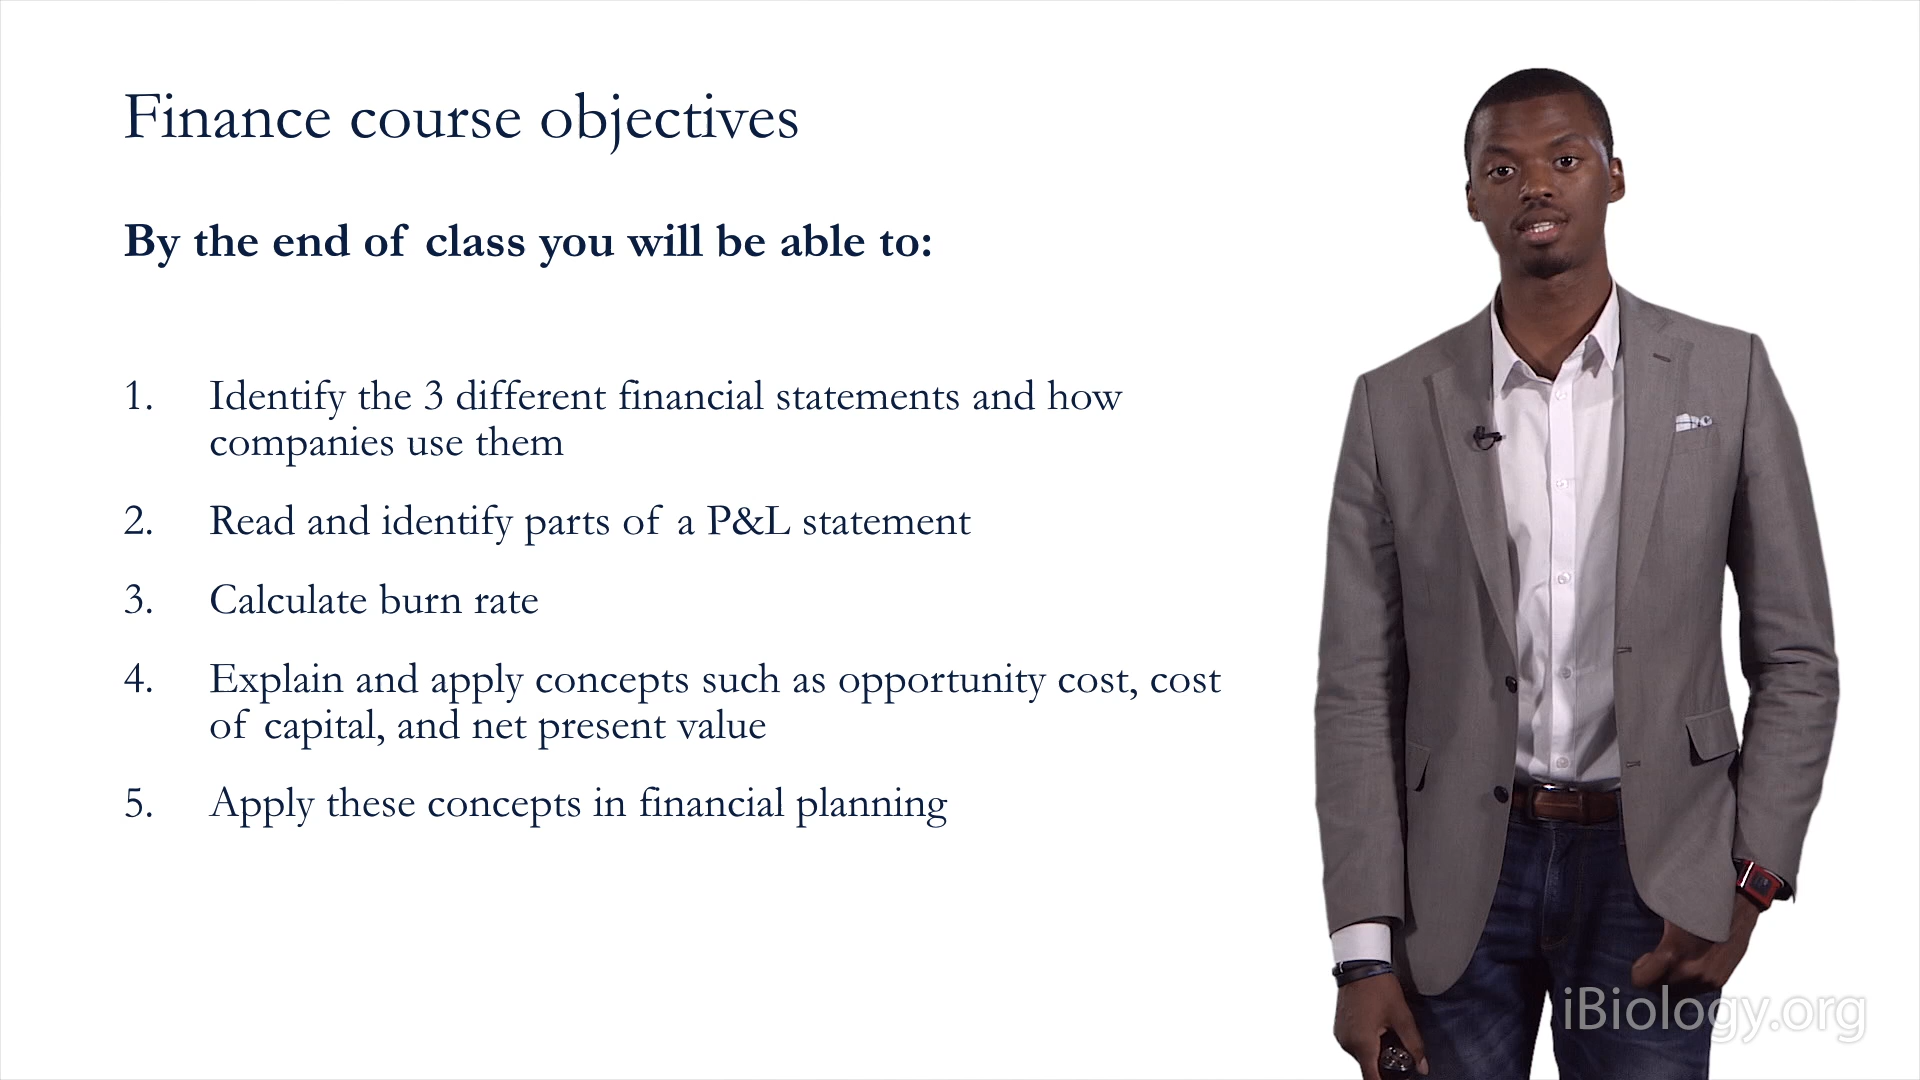 Finance course objectives
By the end of class you will be able to:
1. Identify the 3 different financial statements and how
companies use them
2. Read and identify parts of a P&L statement
3. Calculate burn rate
4. Explain and apply concepts such as opportunity cost, cost
of capital, and net present value
5. Apply these concepts in financial planning
iBiology.org